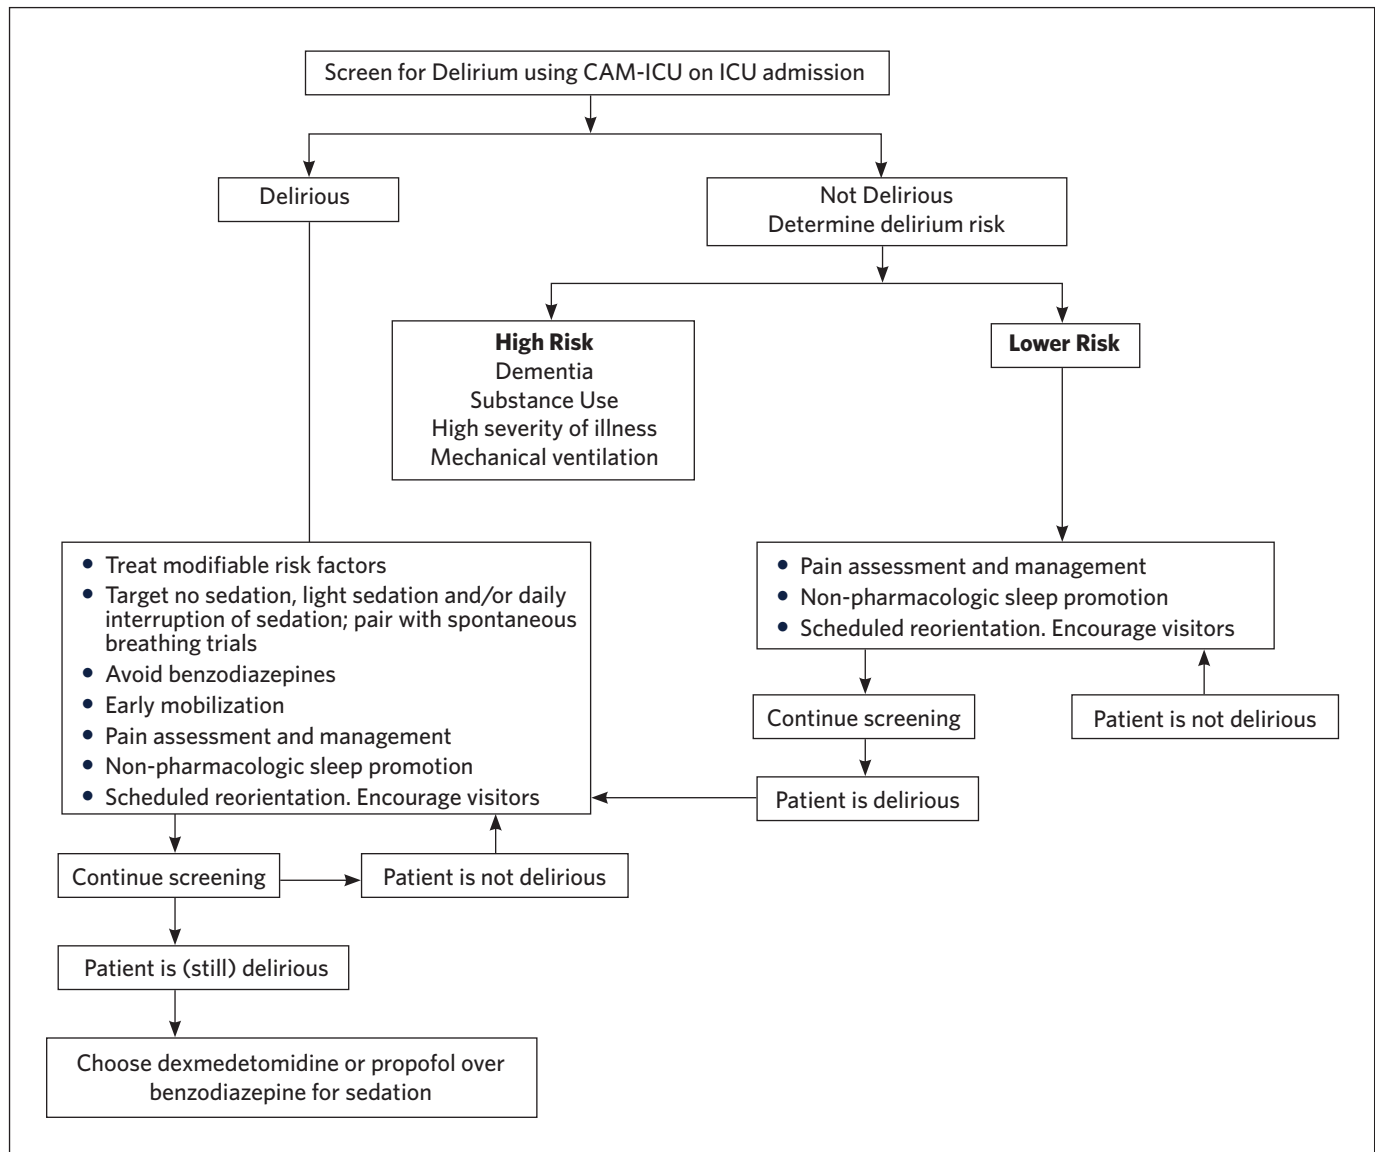 Screen for Delirium using CAM-ICU on ICU admission
Delirious
Not Delirious
Determine delirium risk
High Risk
Dementia
Substance Use
High severity of illness
Mechanical ventilation
Lower Risk
• Treat modifiable risk factors
• Target no sedation, light sedation and/or daily
interruption of sedation; pair with spontaneous
breathing trials
• Avoid benzodiazepines
• Early mobilization
• Pain assessment and management
• Non-pharmacologic sleep promotion
• Scheduled reorientation. Encourage visitors
• Pain assessment and management
• Non-pharmacologic sleep promotion
• Scheduled reorientation. Encourage visitors
Continue screening
Patient is not delirious
Patient is delirious
Continue screening
Patient is not delirious
Patient is (still) delirious
Choose dexmedetomidine or propofol over
benzodiazepine for sedation